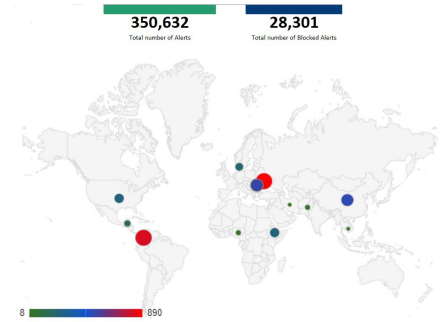 350,632
28,301
Total number of Alerts
Total number of Blocked Alerts
8
890